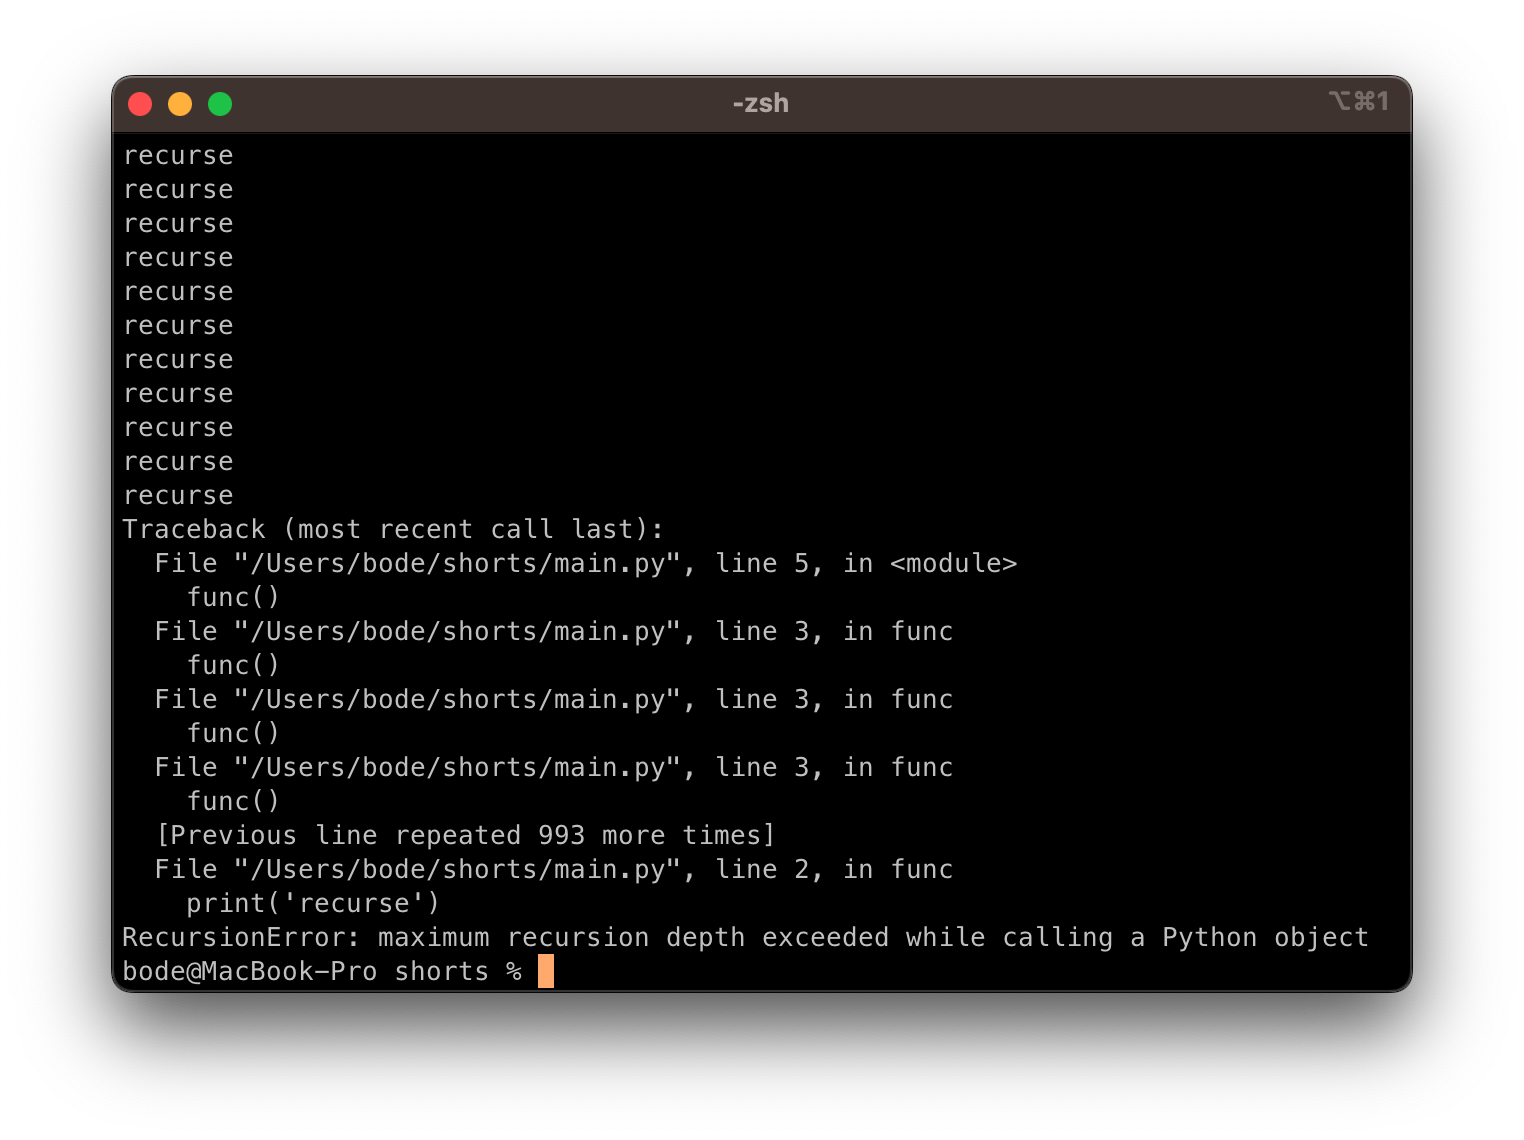 -zsh
⌥⌘1
recurse
recurse
recurse
recurse
recurse
recurse
recurse
recurse
recurse
recurse
recurse
Traceback (most recent call last):
  File "/Users/bode/shorts/main.py", line 5, in <module>
    func()
  File "/Users/bode/shorts/main.py", line 3, in func
    func()
  File "/Users/bode/shorts/main.py", line 3, in func
    func()
  File "/Users/bode/shorts/main.py", line 3, in func
    func()
  [Previous line repeated 993 more times]
  File "/Users/bode/shorts/main.py", line 2, in func
    print('recurse')
RecursionError: maximum recursion depth exceeded while calling a Python object
bode@MacBook-Pro shorts %